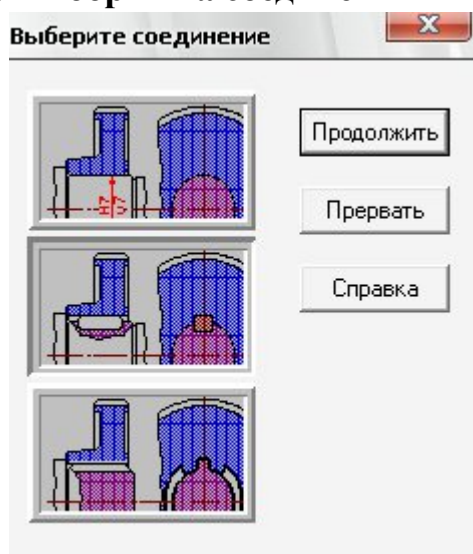 Выберите соединение
Продолжить
Прервать
Справка